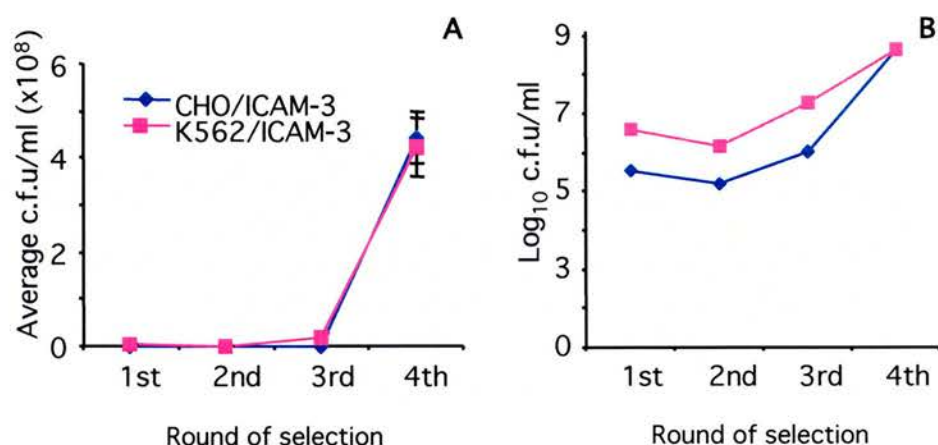 A
Average c.f.u/ml (x10⁸)
6
4
2
0
CHO/ICAM-3
K562/ICAM-3
1st 2nd 3rd 4th
Round of selection
B
Log₁₀ c.f.u/ml
9
7
5
3
0
1st 2nd 3rd 4th
Round of selection